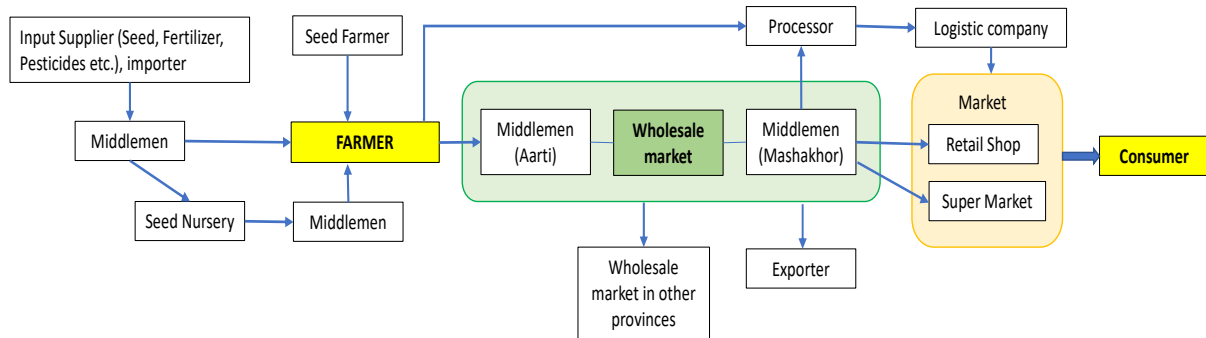 Input Supplier (Seed, Fertilizer,
Pesticides etc.), importer
Seed Farmer
Processor
Logistic company
Market
Middlemen
FARMER
Middlemen
(Aarti)
Wholesale
market
Middlemen
(Mashakhor)
Retail Shop
Consumer
Super Market
Seed Nursery
Middlemen
Wholesale
market in other
provinces
Exporter